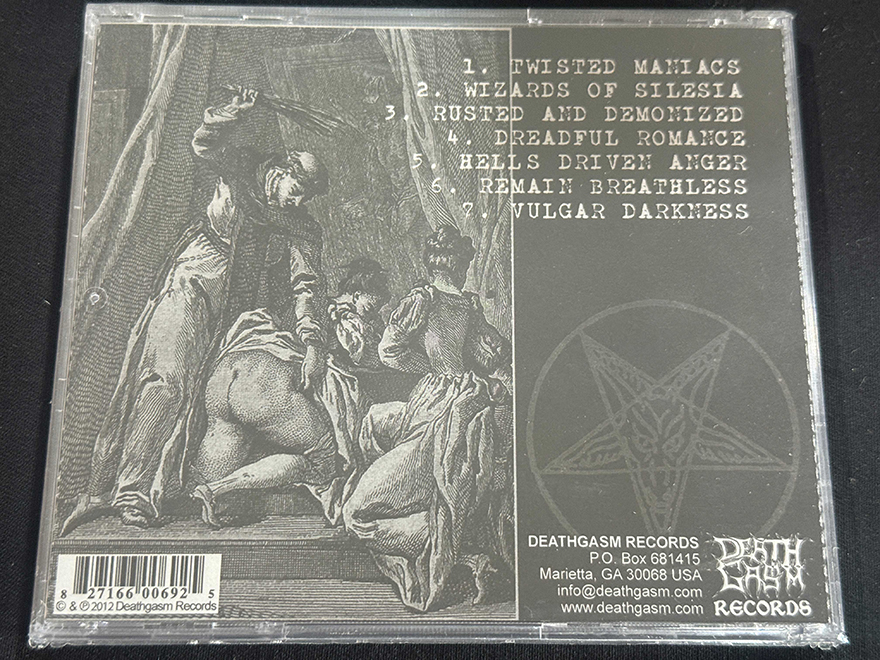 1. TWISTED MANIACS
2. WIZARDS OF SILESIA
3. RUSTED AND DEMONIZED
4. DREADFUL ROMANCE
5. HELLS DRIVEN ANGER
6. REMAIN BREATHLESS
7. VULGAR DARKNESS
DEATHGASM RECORDS
P.O. Box 681415
Marietta, GA 30068 USA
info@deathgasm.com
www.deathgasm.com
DEATH
GASM
RECORDS
8 27166 00692 5
© & ℗ 2012 Deathgasm Records